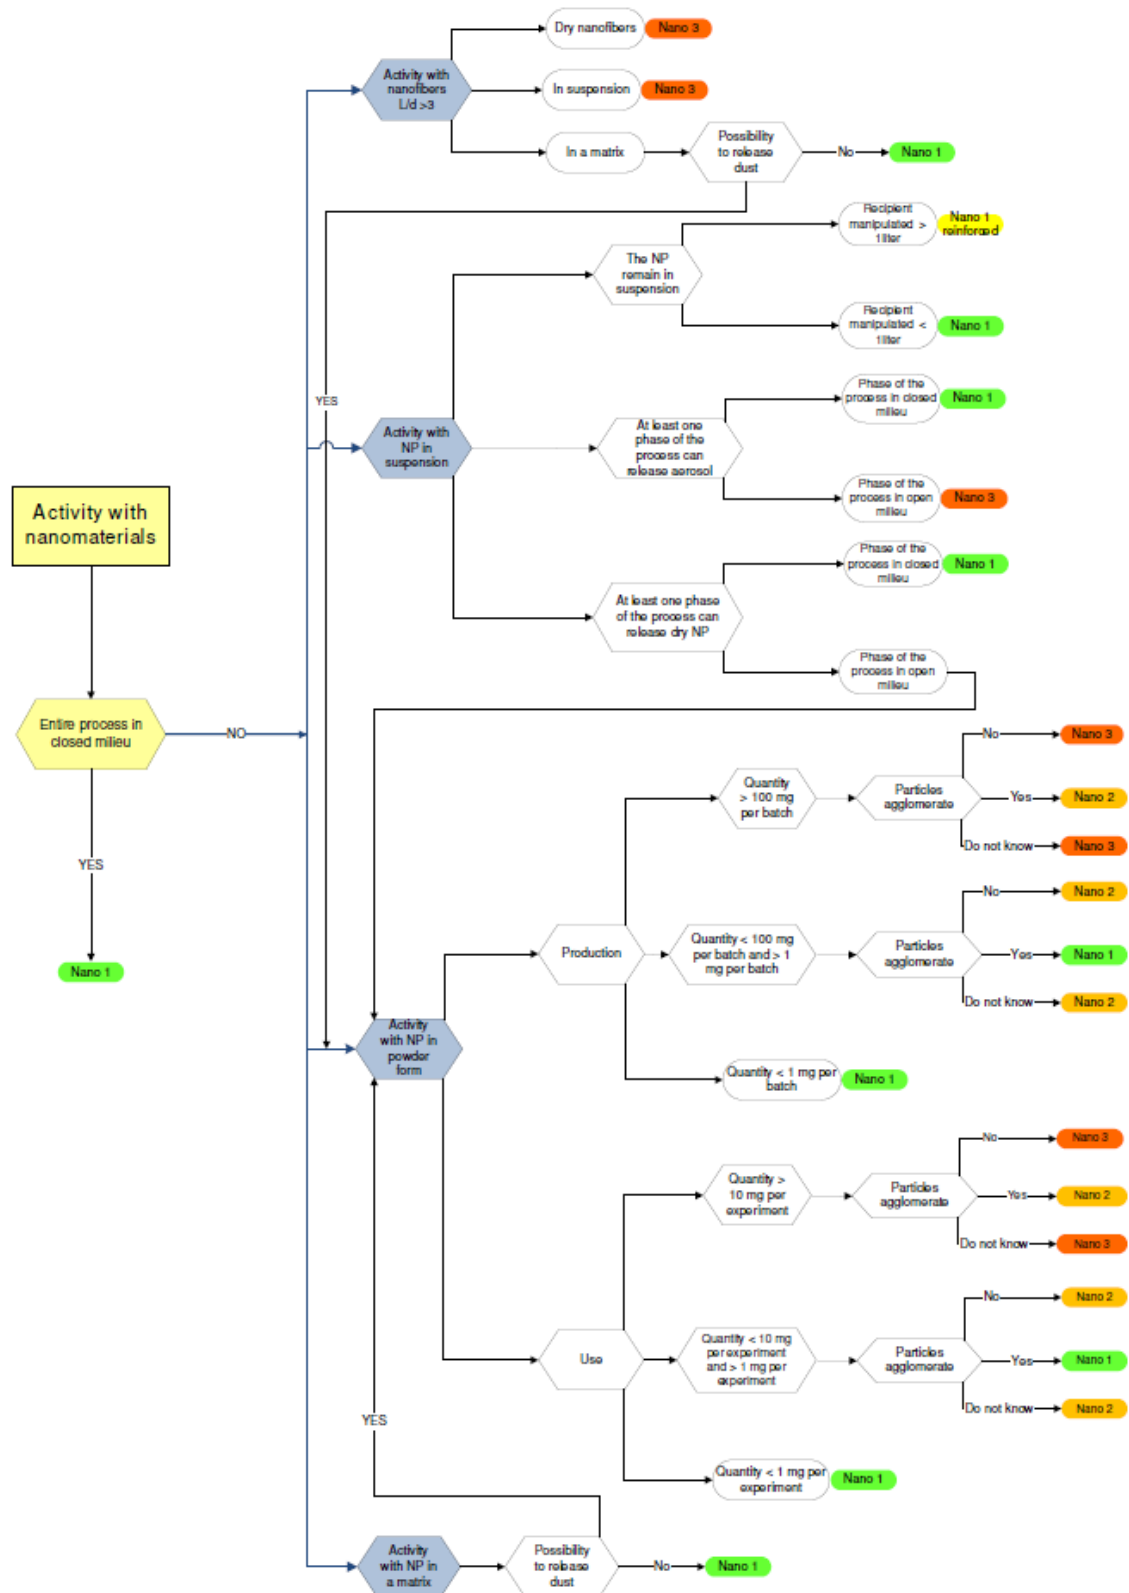 Dry nanofibers
Nano 3
Activity with
nanofibers
L/d >3
In suspension
Nano 3
In a matrix
Possibility
to release
dust
No
Nano 1
Recipient
manipulated >
1liter
Nano 1
reinforced
The NP
remain in
suspension
Recipient
manipulated <
1liter
Nano 1
YES
Phase of the
process in closed
milieu
Nano 1
Activity with
NP in
suspension
At least one
phase of the
process can
release aerosol
Phase of the
process in open
milieu
Nano 3
Activity with
nanomaterials
Phase of the
process in closed
milieu
Nano 1
At least one phase
of the process can
release dry NP
Phase of the
process in open
milieu
Entire process in
closed milieu
NO
YES
Nano 1
Quantity
> 100 mg
per batch
Particles
agglomerate
No
Nano 3
Yes
Nano 2
Do not know
Nano 3
Production
Quantity < 100 mg
per batch and > 1
mg per batch
Particles
agglomerate
No
Nano 2
Yes
Nano 1
Do not know
Nano 2
Activity
with NP in
powder
form
Quantity < 1 mg per
batch
Nano 1
Quantity >
10 mg per
experiment
Particles
agglomerate
No
Nano 3
Yes
Nano 2
Do not know
Nano 3
Use
Quantity < 10 mg
per experiment
and > 1 mg per
experiment
Particles
agglomerate
No
Nano 2
Yes
Nano 1
Do not know
Nano 2
YES
Quantity < 1 mg per
experiment
Nano 1
Activity
with NP in
a matrix
Possibility
to release
dust
No
Nano 1